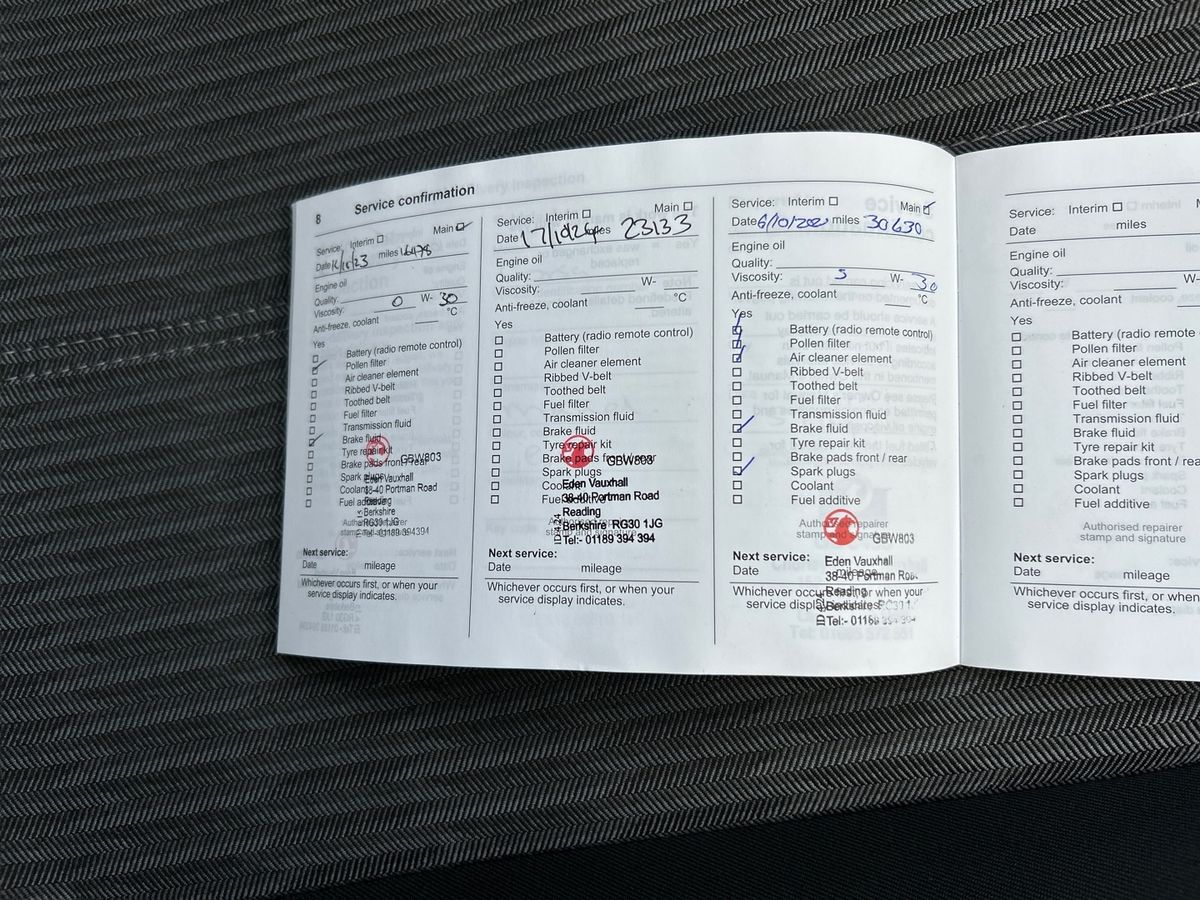 8 Service confirmation
Service: Interim Main
Date miles 16478
Engine oil
Quality:
Viscosity: 0 W- 30
Anti-freeze, coolant °C
Yes
Battery (radio remote control)
Pollen filter
Air cleaner element
Ribbed V-belt
Toothed belt
Fuel filter
Transmission fluid
Brake fluid
Tyre repair kit
Brake pads front / rear
GBW803
Spark plugs
Eden Vauxhall
Coolant
38-40 Portman Road
Reading
Fuel additive
Berkshire
RG30 1JG
Authorised repairer
stamp and signature
Tel:- 01189 394394
Next service:
Date mileage
Whichever occurs first, or when your
service display indicates.
Service: Interim Main
Date miles 23133
Engine oil
Quality:
Viscosity: W-
Anti-freeze, coolant °C
Yes
Battery (radio remote control)
Pollen filter
Air cleaner element
Ribbed V-belt
Toothed belt
Fuel filter
Transmission fluid
Brake fluid
Tyre repair kit
Brake pads front / rear
GBW803
Spark plugs
Coolant
Eden Vauxhall
Fuel additive
38-40 Portman Road
Reading
Authorised repairer
stamp and signature
Berkshire RG30 1JG
Tel:- 01189 394 394
Next service:
Date mileage
Whichever occurs first, or when your
service display indicates.
Service: Interim Main
Date miles 30630
Engine oil
Quality:
Viscosity: 5 W- 30
Anti-freeze, coolant °C
Yes
Battery (radio remote control)
Pollen filter
Air cleaner element
Ribbed V-belt
Toothed belt
Fuel filter
Transmission fluid
Brake fluid
Tyre repair kit
Brake pads front / rear
Spark plugs
Coolant
Fuel additive
Authorised repairer
stamp and signature
GBW803
Next service:
Eden Vauxhall
Date mileage
38-40 Portman Road
Whichever occurs first, or when your
Reading
service display indicates.
Berkshire
Tel:- 01189 394 394
Service: Interim M
Date miles
Engine oil
Quality:
Viscosity: W-
Anti-freeze, coolant
Yes
Battery (radio remote
Pollen filter
Air cleaner element
Ribbed V-belt
Toothed belt
Fuel filter
Transmission fluid
Brake fluid
Tyre repair kit
Brake pads front / rea
Spark plugs
Coolant
Fuel additive
Authorised repairer
stamp and signature
Next service:
Date mileage
Whichever occurs first, or when
service display indicates.